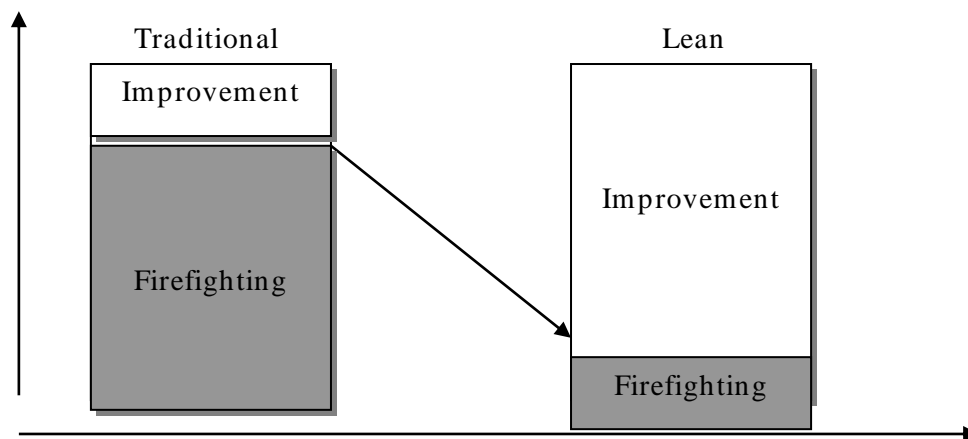 Traditional
Improvement
Firefighting
Lean
Improvement
Firefighting